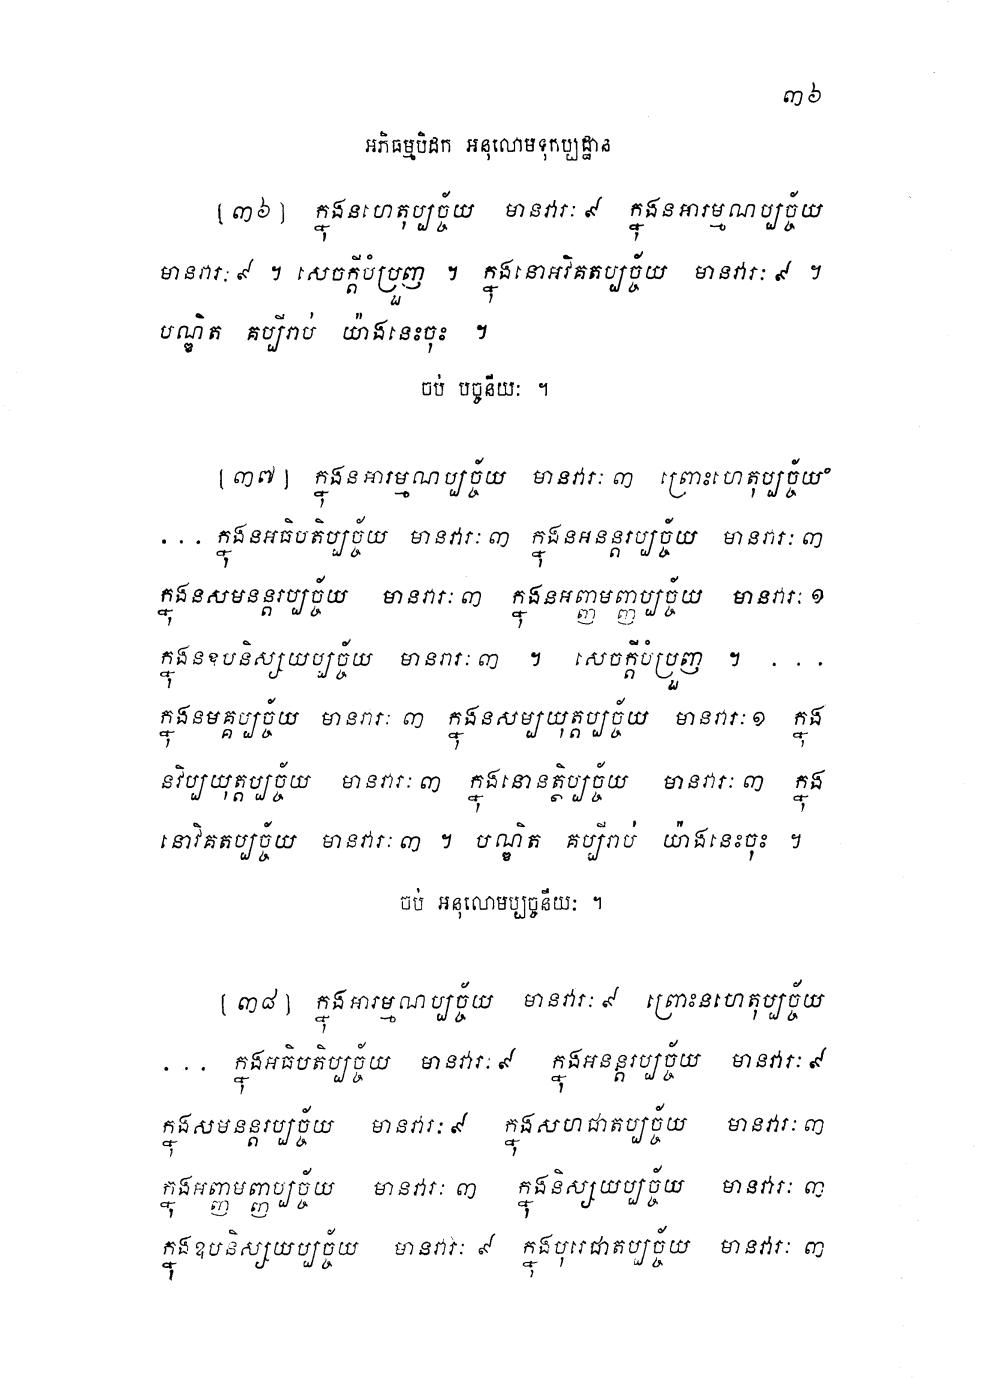 ៣៦
អភិធម្មបិដក អនុលោមទុកប្បដ្ឋាន
[៣៦] ក្នុងនហេតុប្បច្ច័យ មានវារៈ ៩ ក្នុងនអារម្មណប្បច្ច័យ
មានវារៈ ៩ ។ សេចក្តីបំប្រួញ ។ ក្នុងនោអវិគតប្បច្ច័យ មានវារៈ ៩ ។
បណ្ឌិត គប្បីរាប់ យ៉ាងនេះចុះ ។
ចប់ បច្ចនីយៈ ។
[៣៧] ក្នុងនអារម្មណប្បច្ច័យ មានវារៈ ៣ ព្រោះហេតុប្បច្ច័យ
... ក្នុងនអធិបតិប្បច្ច័យ មានវារៈ ៣ ក្នុងនអនន្តរប្បច្ច័យ មានវារៈ ៣
ក្នុងនសមនន្តរប្បច្ច័យ មានវារៈ ៣ ក្នុងនអញ្ញាមញ្ញប្បច្ច័យ មានវារៈ ១
ក្នុងនឧបនិស្សយប្បច្ច័យ មានវារៈ ៣ ។ សេចក្តីបំប្រួញ ។ ...
ក្នុងនមគ្គប្បច្ច័យ មានវារៈ ៣ ក្នុងនសម្បយុត្តប្បច្ច័យ មានវារៈ ១ ក្នុង
នវិប្បយុត្តប្បច្ច័យ មានវារៈ ៣ ក្នុងនោនត្ថិប្បច្ច័យ មានវារៈ ៣ ក្នុង
នោវិគតប្បច្ច័យ មានវារៈ ៣ ។ បណ្ឌិត គប្បីរាប់ យ៉ាងនេះចុះ ។
ចប់ អនុលោមប្បច្ចនីយៈ ។
[៣៨] ក្នុងអារម្មណប្បច្ច័យ មានវារៈ ៩ ព្រោះនហេតុប្បច្ច័យ
... ក្នុងអធិបតិប្បច្ច័យ មានវារៈ ៩ ក្នុងអនន្តរប្បច្ច័យ មានវារៈ ៩
ក្នុងសមនន្តរប្បច្ច័យ មានវារៈ ៩ ក្នុងសហជាតប្បច្ច័យ មានវារៈ ៣
ក្នុងអញ្ញាមញ្ញប្បច្ច័យ មានវារៈ ៣ ក្នុងនិស្សយប្បច្ច័យ មានវារៈ ៣
ក្នុងឧបនិស្សយប្បច្ច័យ មានវារៈ ៩ ក្នុងបុរេជាតប្បច្ច័យ មានវារៈ ៣